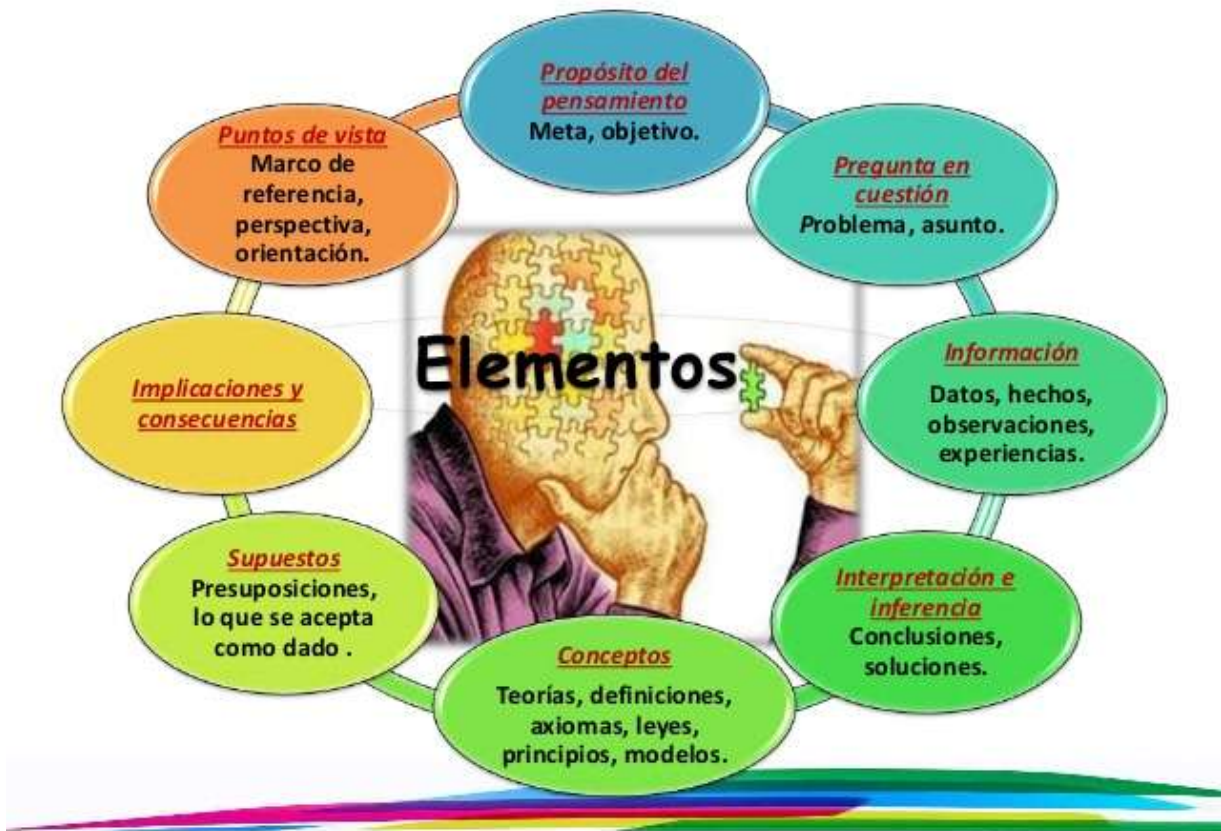 Propósito del
pensamiento
Meta, objetivo.
Pregunta en
cuestión
Problema, asunto.
Información
Datos, hechos,
observaciones,
experiencias.
Interpretación e
inferencia
Conclusiones,
soluciones.
Conceptos
Teorías, definiciones,
axiomas, leyes,
principios, modelos.
Supuestos
Presuposiciones,
lo que se acepta
como dado .
Implicaciones y
consecuencias
Puntos de vista
Marco de
referencia,
perspectiva,
orientación.
Elementos